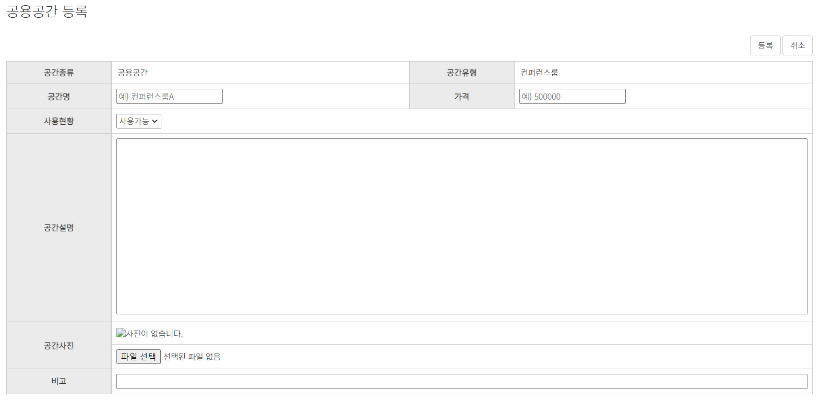 공용공간 등록
등록 취소
공간종류 공용공간 공간유형 컨퍼런스룸
공간명 예) 컨퍼런스룸A 가격 예) 500000
사용현황 사용가능
공간설명
공간사진 사진이 없습니다.
파일 선택 선택된 파일 없음
비고